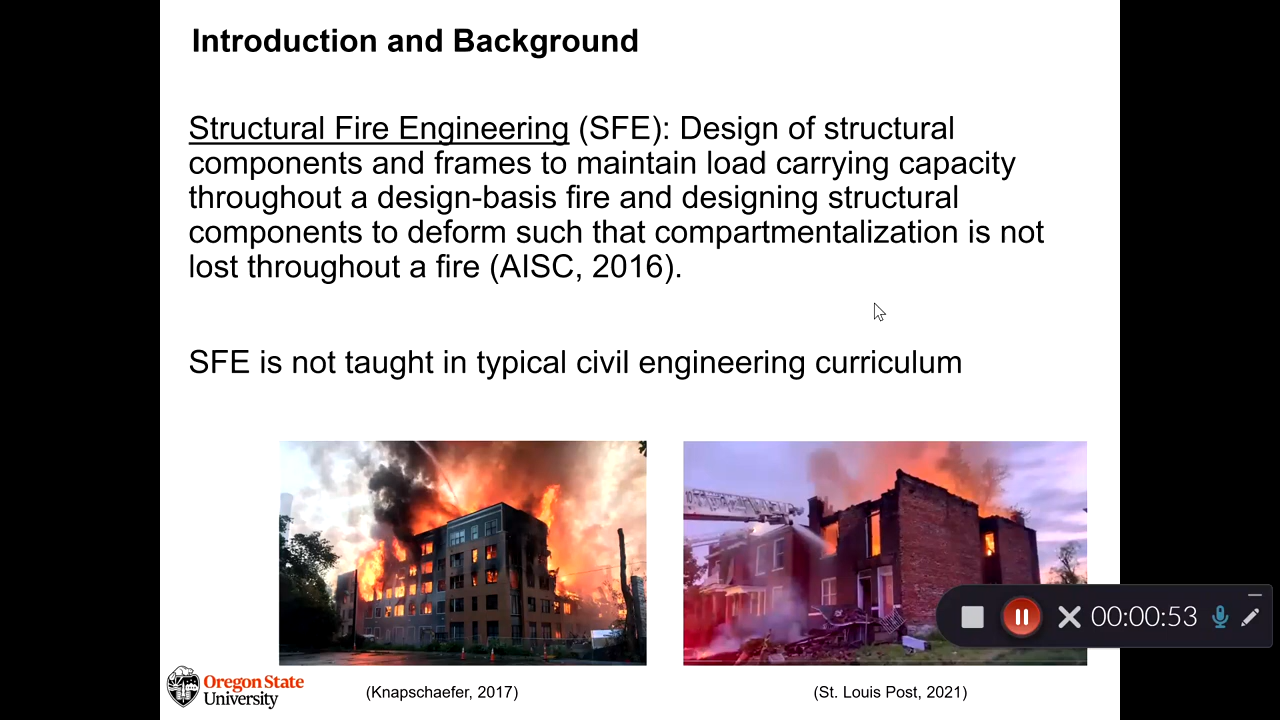 Introduction and Background
Structural Fire Engineering (SFE): Design of structural
components and frames to maintain load carrying capacity
throughout a design-basis fire and designing structural
components to deform such that compartmentalization is not
lost throughout a fire (AISC, 2016).
SFE is not taught in typical civil engineering curriculum
00:00:53
Oregon State
University
(Knapschaefer, 2017)
(St. Louis Post, 2021)